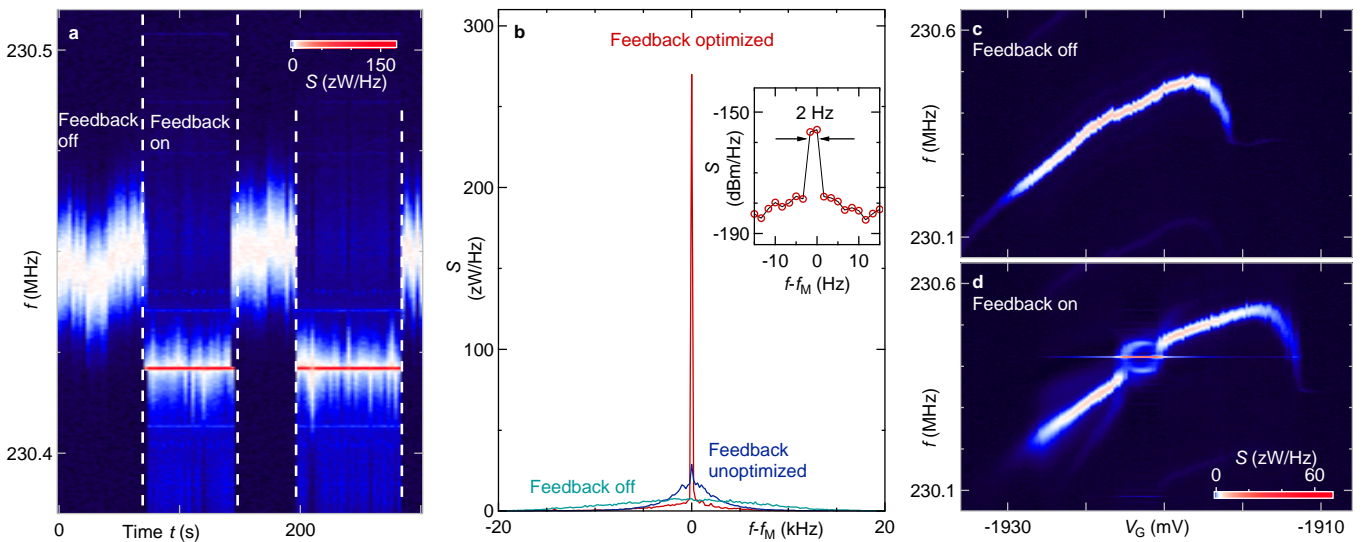 a
230.5
0 150
S (zW/Hz)
Feedback off
Feedback on
f (MHz)
230.4
0
Time t (s)
200
b
300
Feedback optimized
200
S
(zW/Hz)
100
0
-150
2 Hz
S
(dBm/Hz)
-190
-10 0 10
f-fM (Hz)
Feedback
unoptimized
Feedback off
-20
0
f-fM (kHz)
20
c
230.6
Feedback off
f (MHz)
230.1
d
230.6
Feedback on
f (MHz)
S (zW/Hz)
0 60
230.1
-1930
VG (mV)
-1910